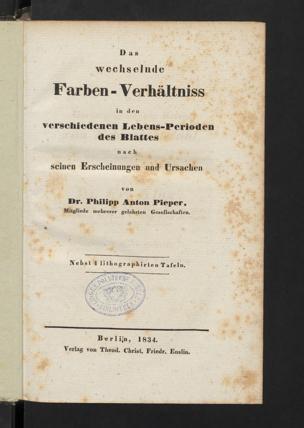 Das
wechselnde
Farben-Verhältniss
in den
verschiedenen Lebens-Perioden
des Blattes
nach
seinen Erscheinungen und Ursachen
von
Dr. Philipp Anton Pieper,
Mitgliede mehrerer gelehrten Gesellschaften.
Nebst 4 lithographirten Tafeln.
Berlin, 1834.
Verlag von Theod. Christ. Friedr. Enslin.